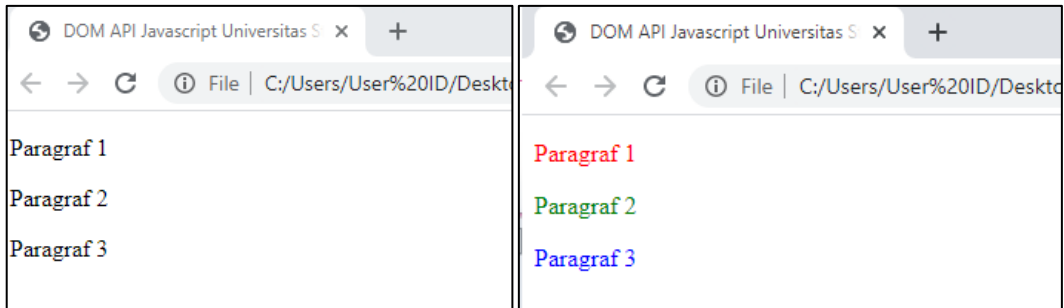 DOM API Javascript Universitas S
File | C:/Users/User%20ID/Deskto
Paragraf 1
Paragraf 2
Paragraf 3
DOM API Javascript Universitas S
File | C:/Users/User%20ID/Deskto
Paragraf 1
Paragraf 2
Paragraf 3